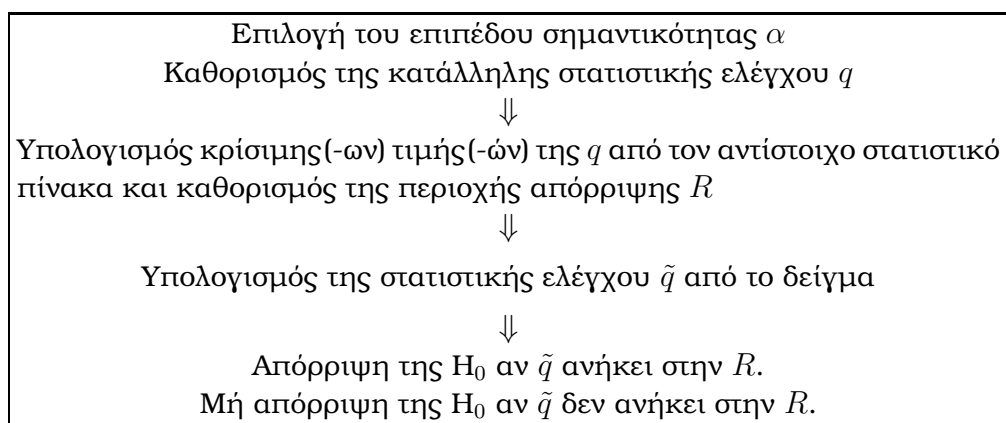 Επιλογή του επιπέδου σημαντικότητας α
Καθορισμός της κατάλληλης στατιστικής ελέγχου q
⇓
Υπολογισμός κρίσιμης(-ων) τιμής(-ών) της q από τον αντίστοιχο στατιστικό
πίνακα και καθορισμός της περιοχής απόρριψης R
⇓
Υπολογισμός της στατιστικής ελέγχου q̃ από το δείγμα
⇓
Απόρριψη της H₀ αν q̃ ανήκει στην R.
Μή απόρριψη της H₀ αν q̃ δεν ανήκει στην R.